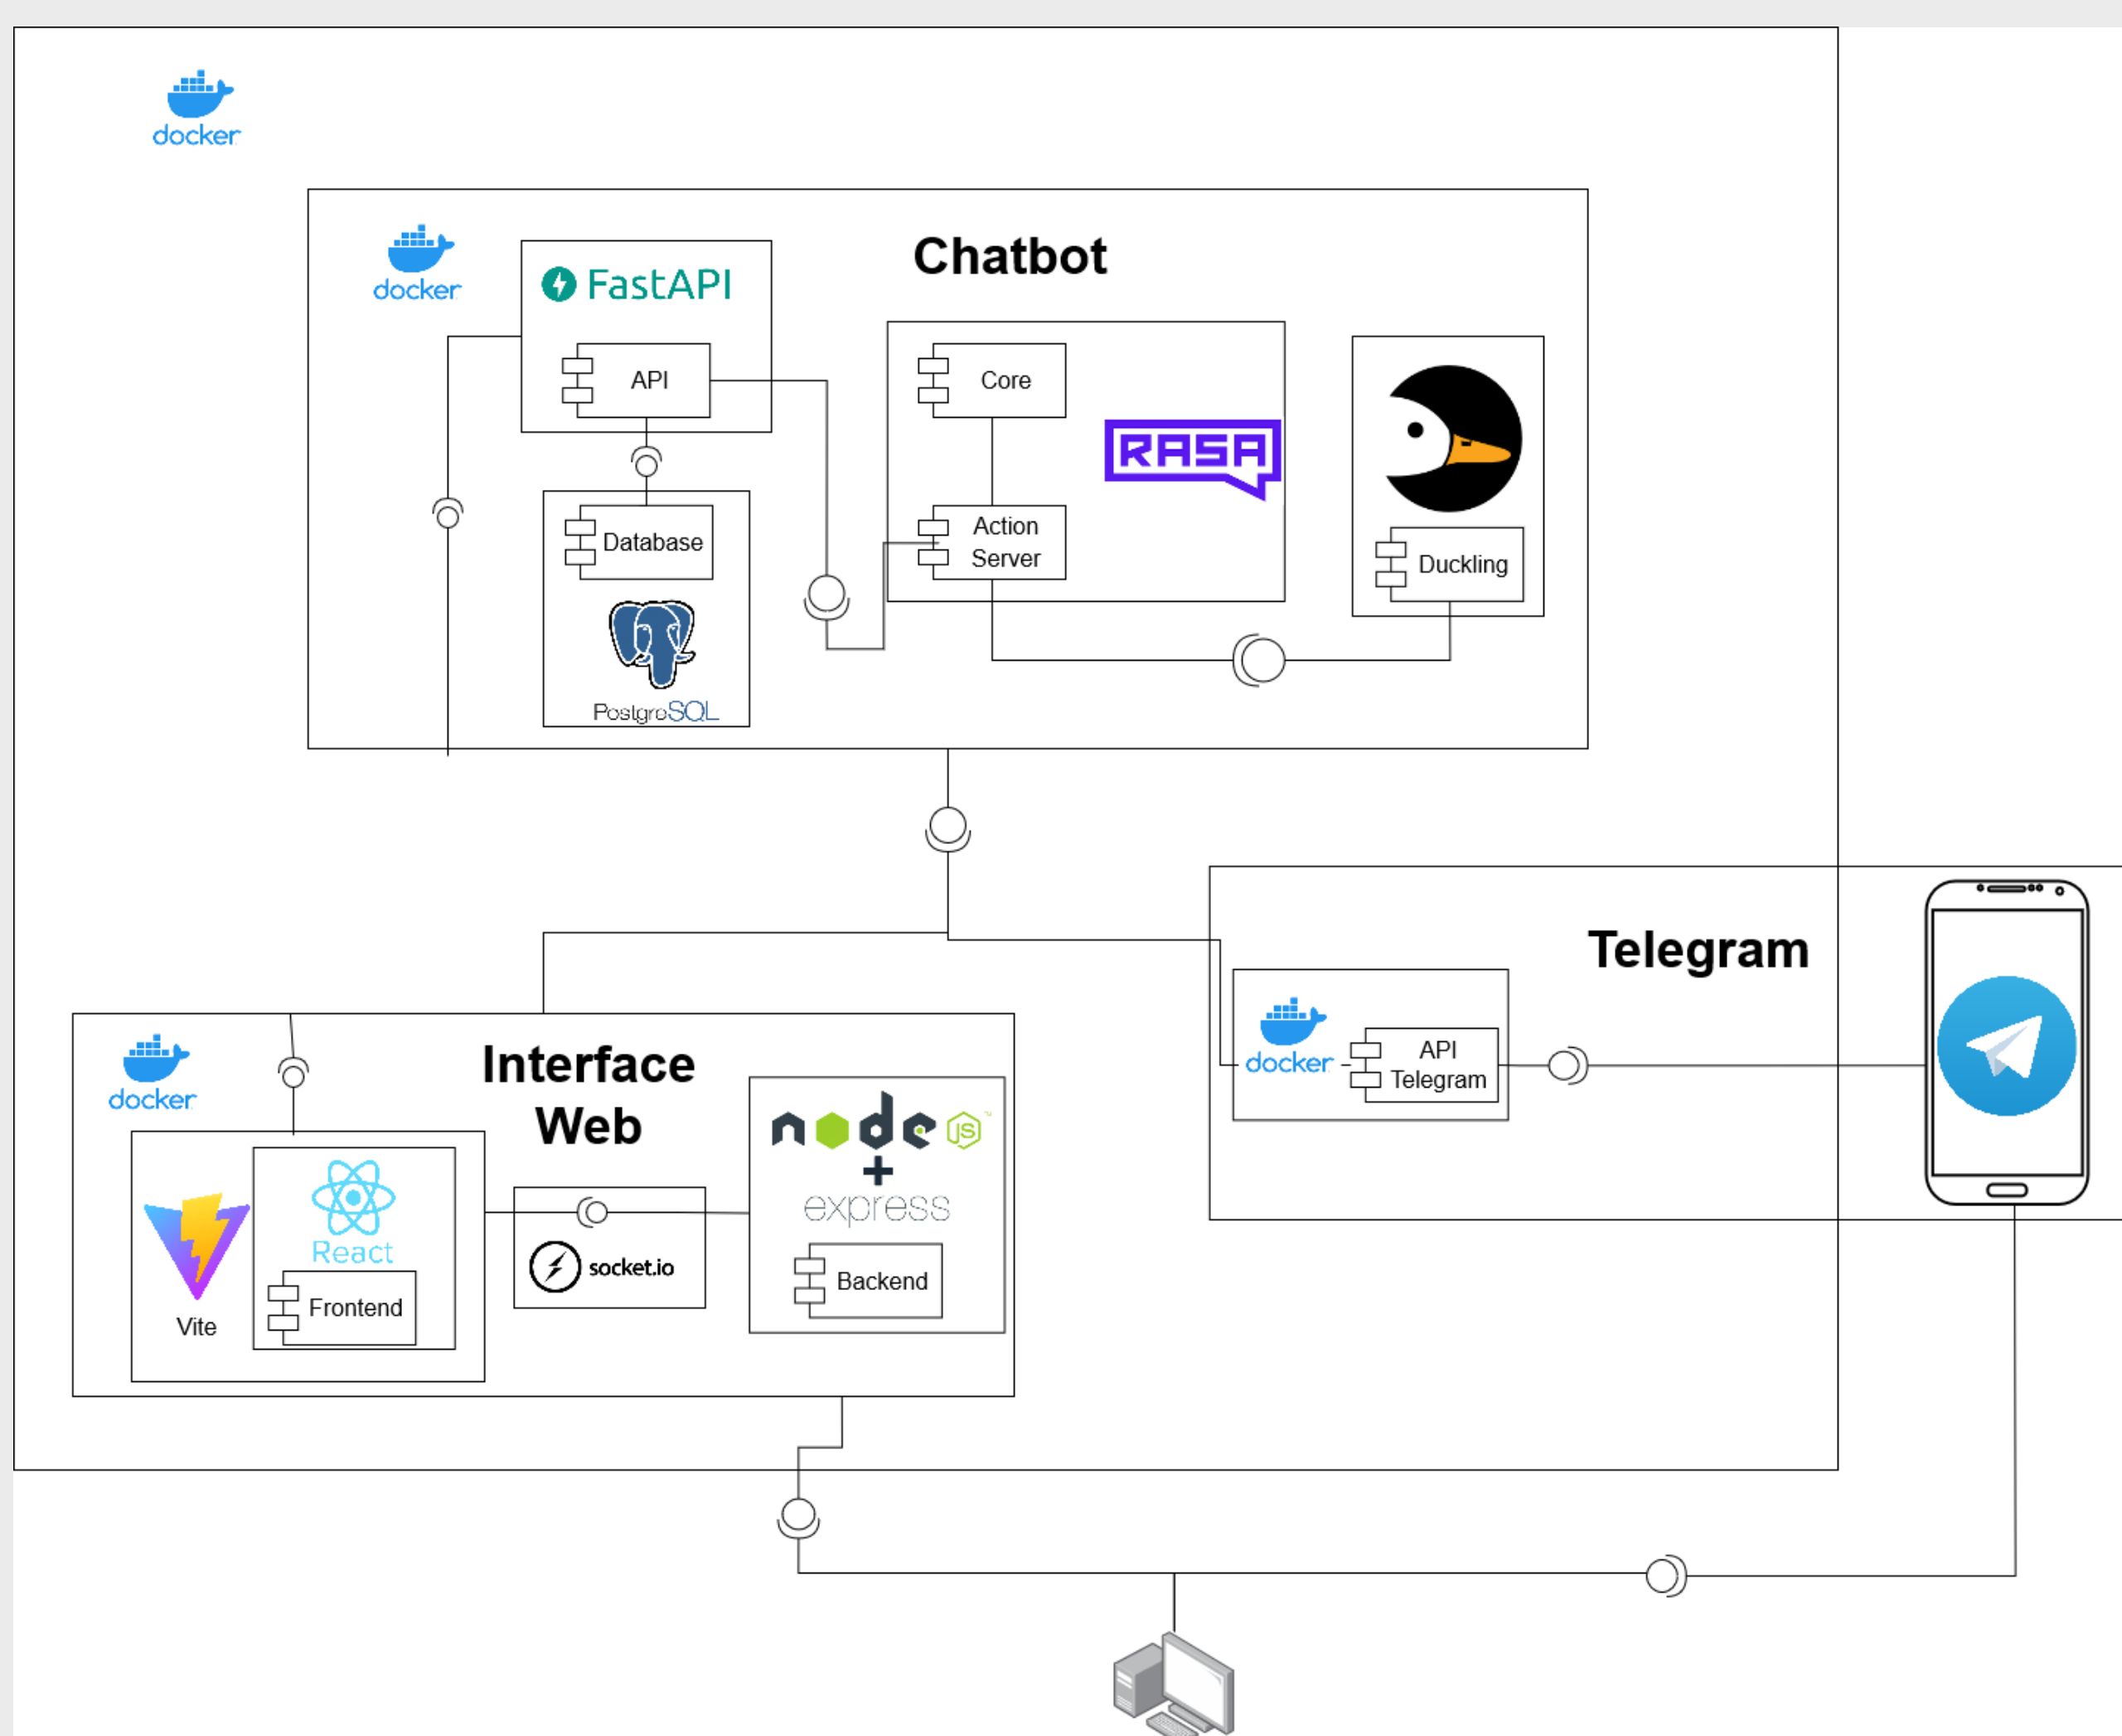 docker
docker
FastAPI
Chatbot
API
Core
RASA
Action
Server
Database
Duckling
PostgreSQL
Telegram
docker
API
Telegram
docker
Interface
Web
node
JS
™
+
express
React
socket.io
Backend
Frontend
Vite